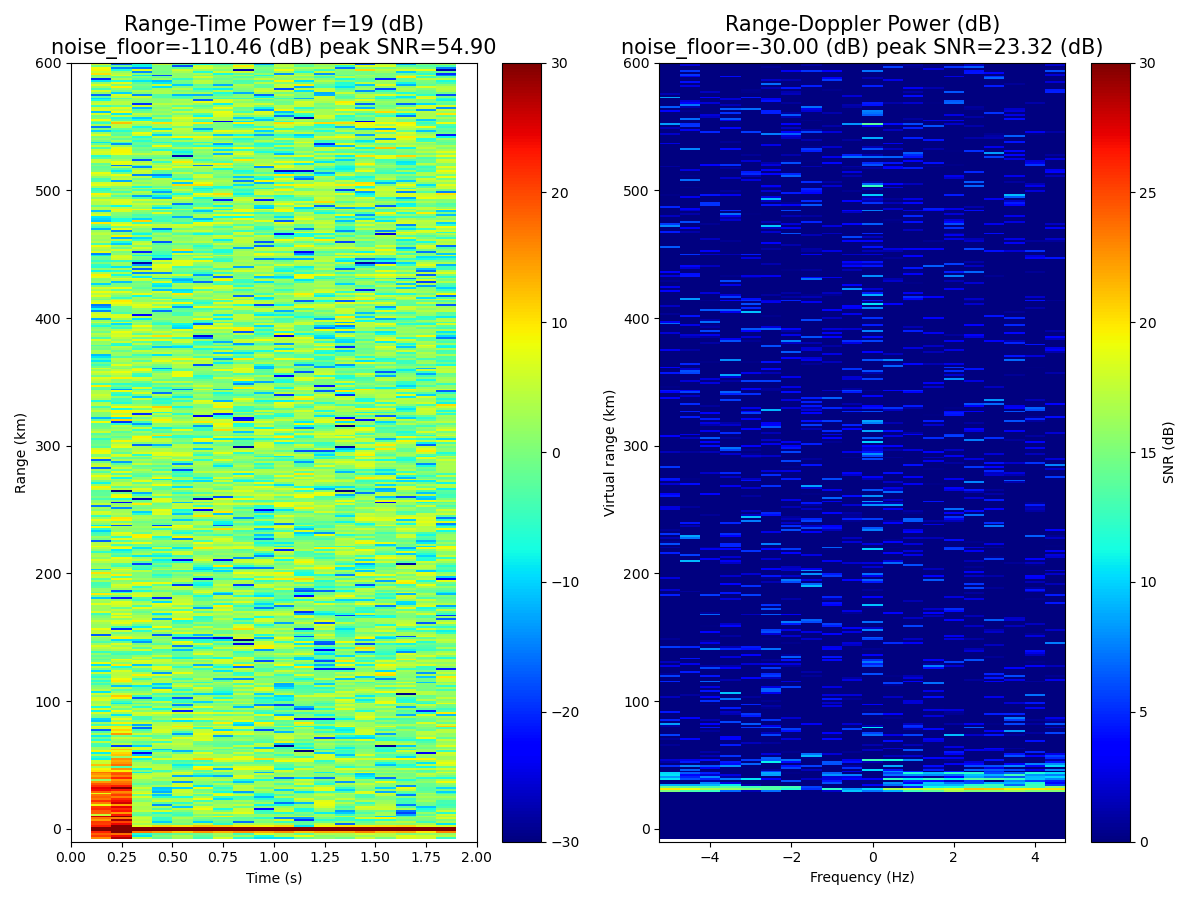 Range-Time Power f=19 (dB)
noise_floor=-110.46 (dB) peak SNR=54.90
Range (km)
600
500
400
300
200
100
0
0.00 0.25 0.50 0.75 1.00 1.25 1.50 1.75 2.00
Time (s)
30
20
10
0
−10
−20
−30
Range-Doppler Power (dB)
noise_floor=-30.00 (dB) peak SNR=23.32 (dB)
Virtual range (km)
600
500
400
300
200
100
0
−4 −2 0 2 4
Frequency (Hz)
30
25
20
15
10
5
0
SNR (dB)